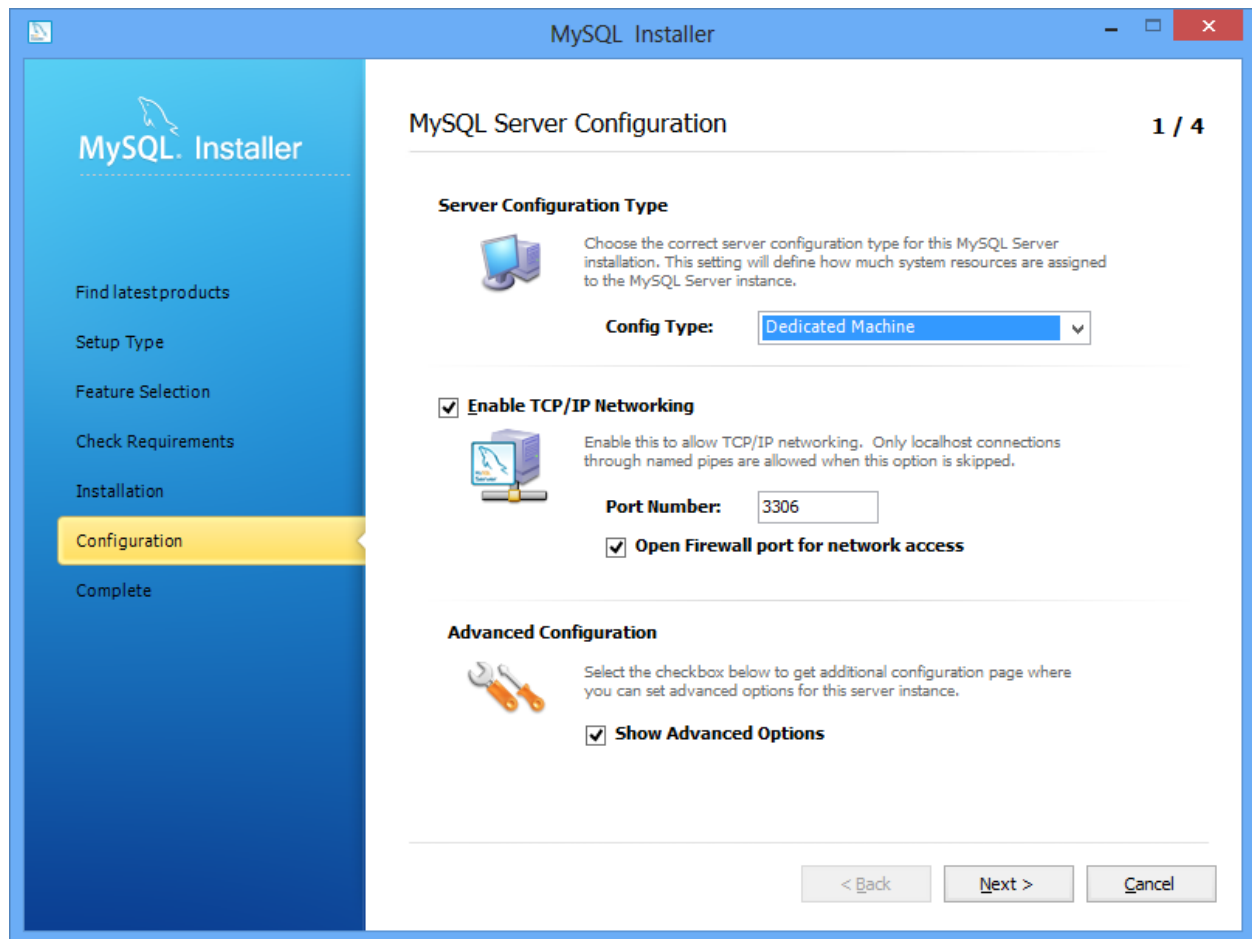 MySQL Installer
MySQL. Installer
Find latest products
Setup Type
Feature Selection
Check Requirements
Installation
Configuration
Complete
MySQL Server Configuration
1 / 4
Server Configuration Type
Choose the correct server configuration type for this MySQL Server
installation. This setting will define how much system resources are assigned
to the MySQL Server instance.
Config Type:
Dedicated Machine
Enable TCP/IP Networking
Enable this to allow TCP/IP networking. Only localhost connections
through named pipes are allowed when this option is skipped.
MySQL
Server
Port Number:
3306
Open Firewall port for network access
Advanced Configuration
Select the checkbox below to get additional configuration page where
you can set advanced options for this server instance.
Show Advanced Options
< Back
Next >
Cancel